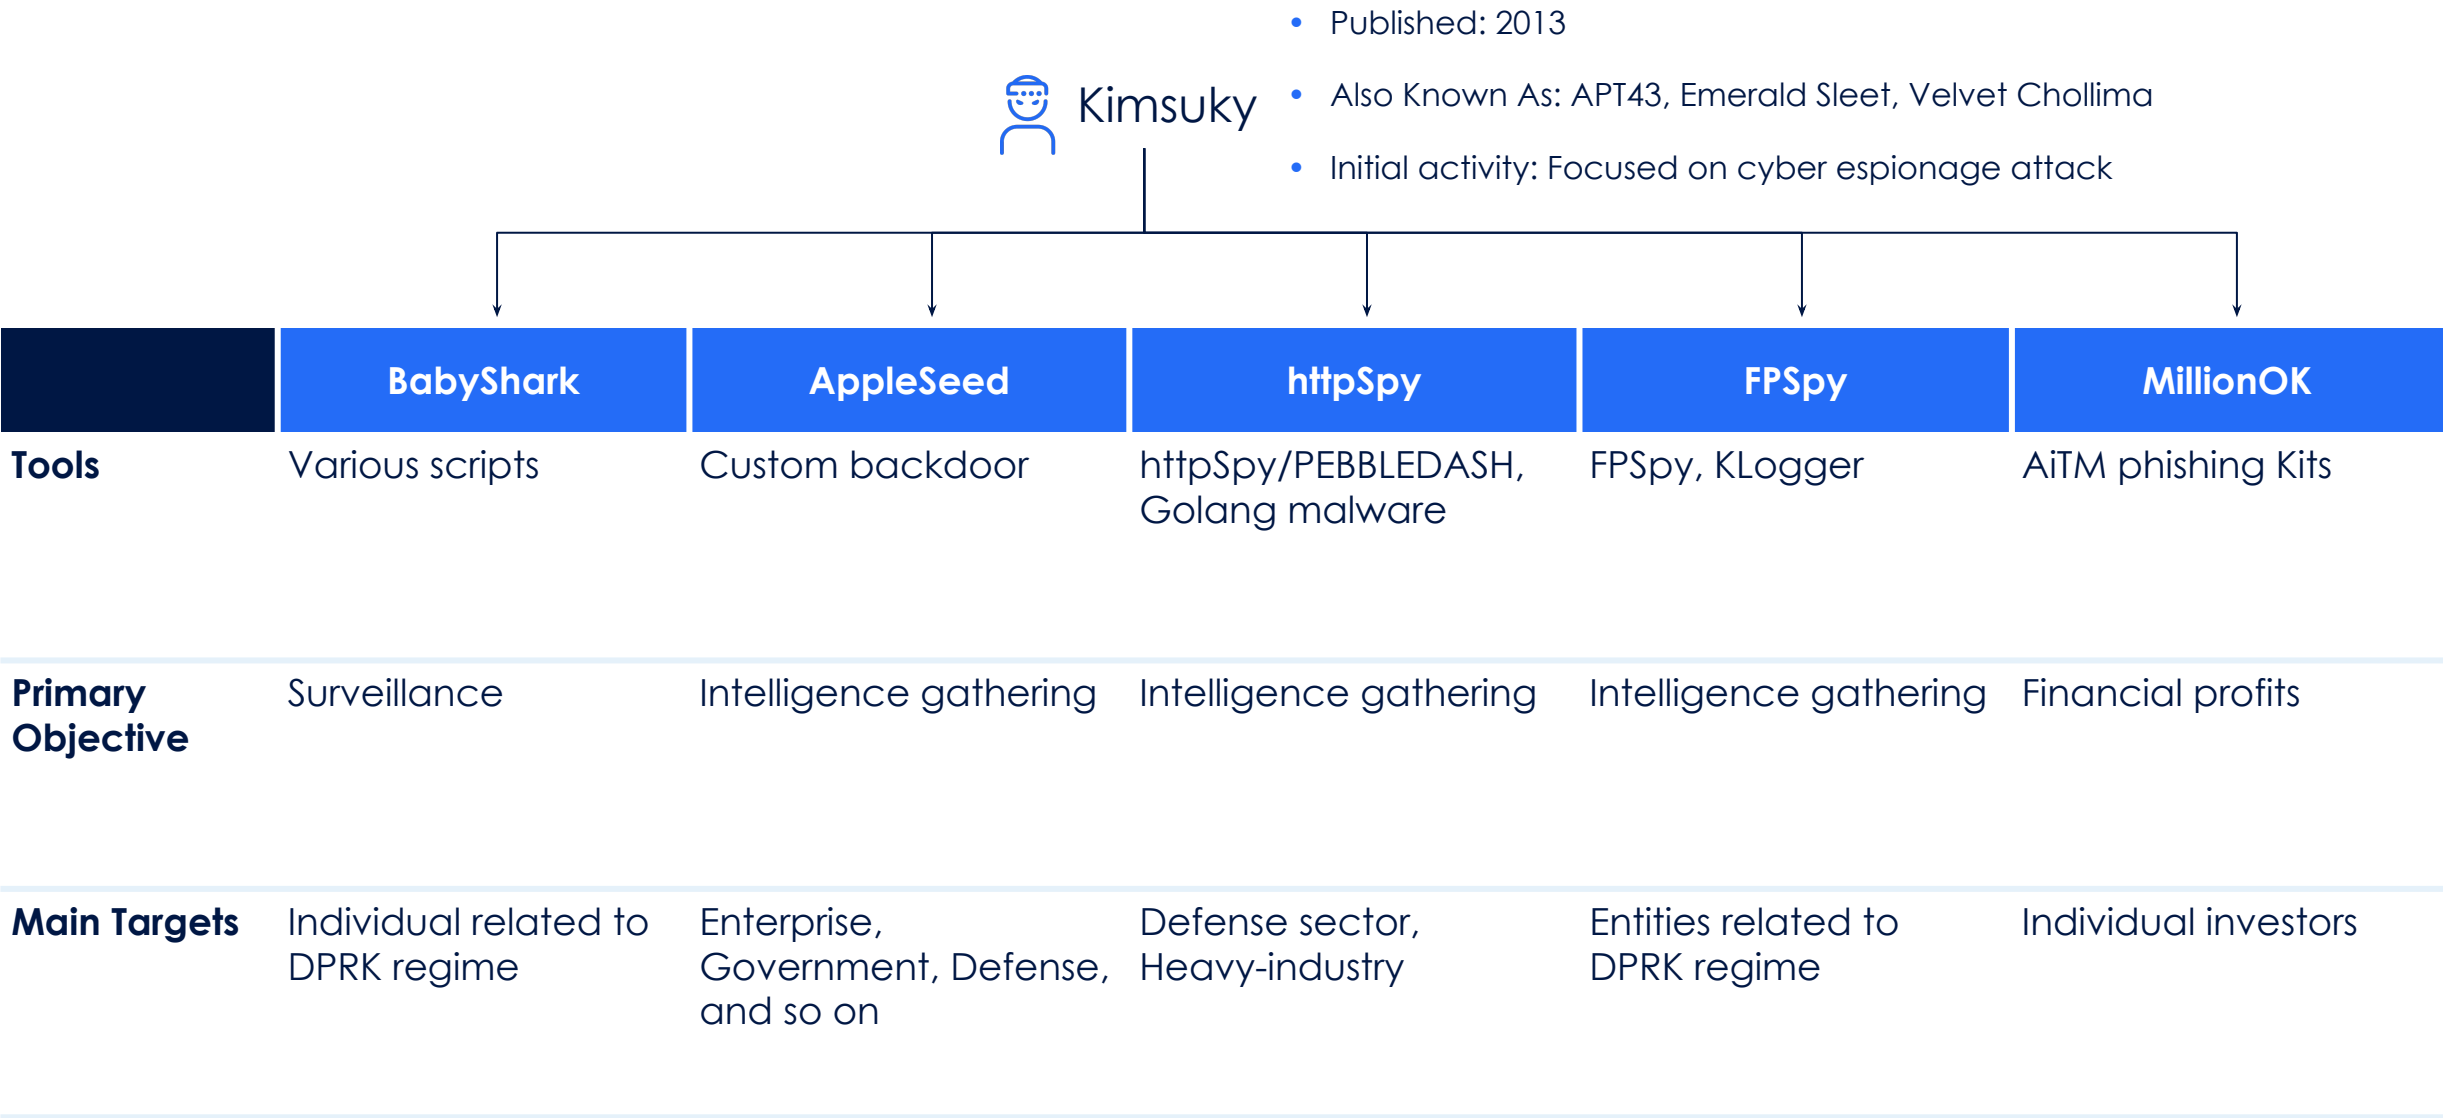 • Published: 2013
Kimsuky
• Also Known As: APT43, Emerald Sleet, Velvet Chollima
• Initial activity: Focused on cyber espionage attack
BabyShark
AppleSeed
httpSpy
FPSpy
MillionOK
Tools
Various scripts
Custom backdoor
httpSpy/PEBBLEDASH,
Golang malware
FPSpy, KLogger
AiTM phishing Kits
Primary
Objective
Surveillance
Intelligence gathering
Intelligence gathering
Intelligence gathering
Financial profits
Main Targets
Individual related to
DPRK regime
Enterprise,
Government, Defense,
and so on
Defense sector,
Heavy-industry
Entities related to
DPRK regime
Individual investors